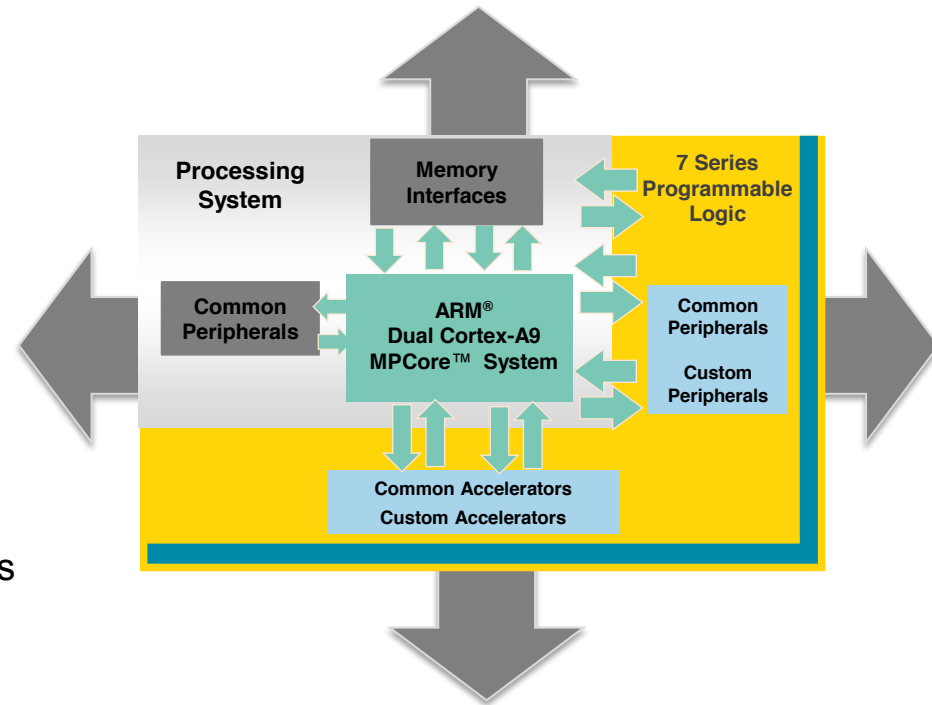 Processing
System
Memory
Interfaces
7 Series
Programmable
Logic
Common
Peripherals
ARM®
Dual Cortex-A9
MPCore™ System
Common
Peripherals
Custom
Peripherals
Common Accelerators
Custom Accelerators
s